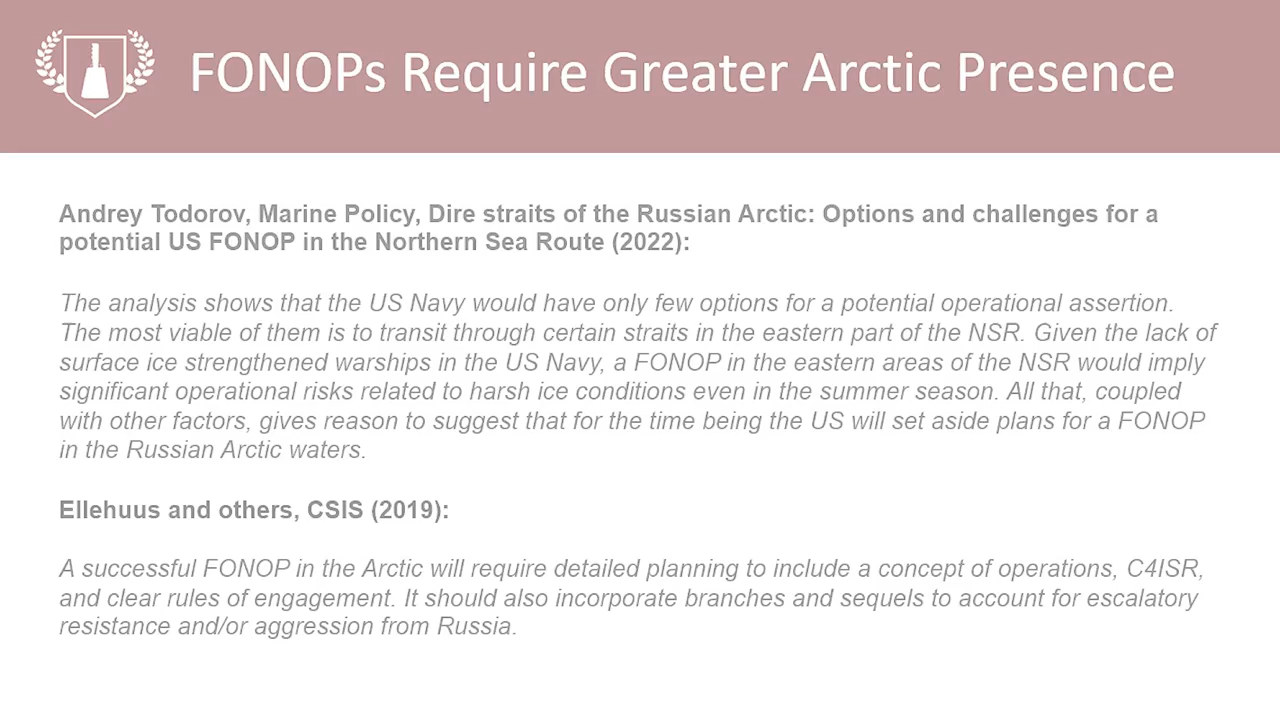 FONOPs Require Greater Arctic Presence
Andrey Todorov, Marine Policy, Dire straits of the Russian Arctic: Options and challenges for a
potential US FONOP in the Northern Sea Route (2022):
The analysis shows that the US Navy would have only few options for a potential operational assertion.
The most viable of them is to transit through certain straits in the eastern part of the NSR. Given the lack of
surface ice strengthened warships in the US Navy, a FONOP in the eastern areas of the NSR would imply
significant operational risks related to harsh ice conditions even in the summer season. All that, coupled
with other factors, gives reason to suggest that for the time being the US will set aside plans for a FONOP
in the Russian Arctic waters.
Ellehuus and others, CSIS (2019):
A successful FONOP in the Arctic will require detailed planning to include a concept of operations, C4ISR,
and clear rules of engagement. It should also incorporate branches and sequels to account for escalatory
resistance and/or aggression from Russia.